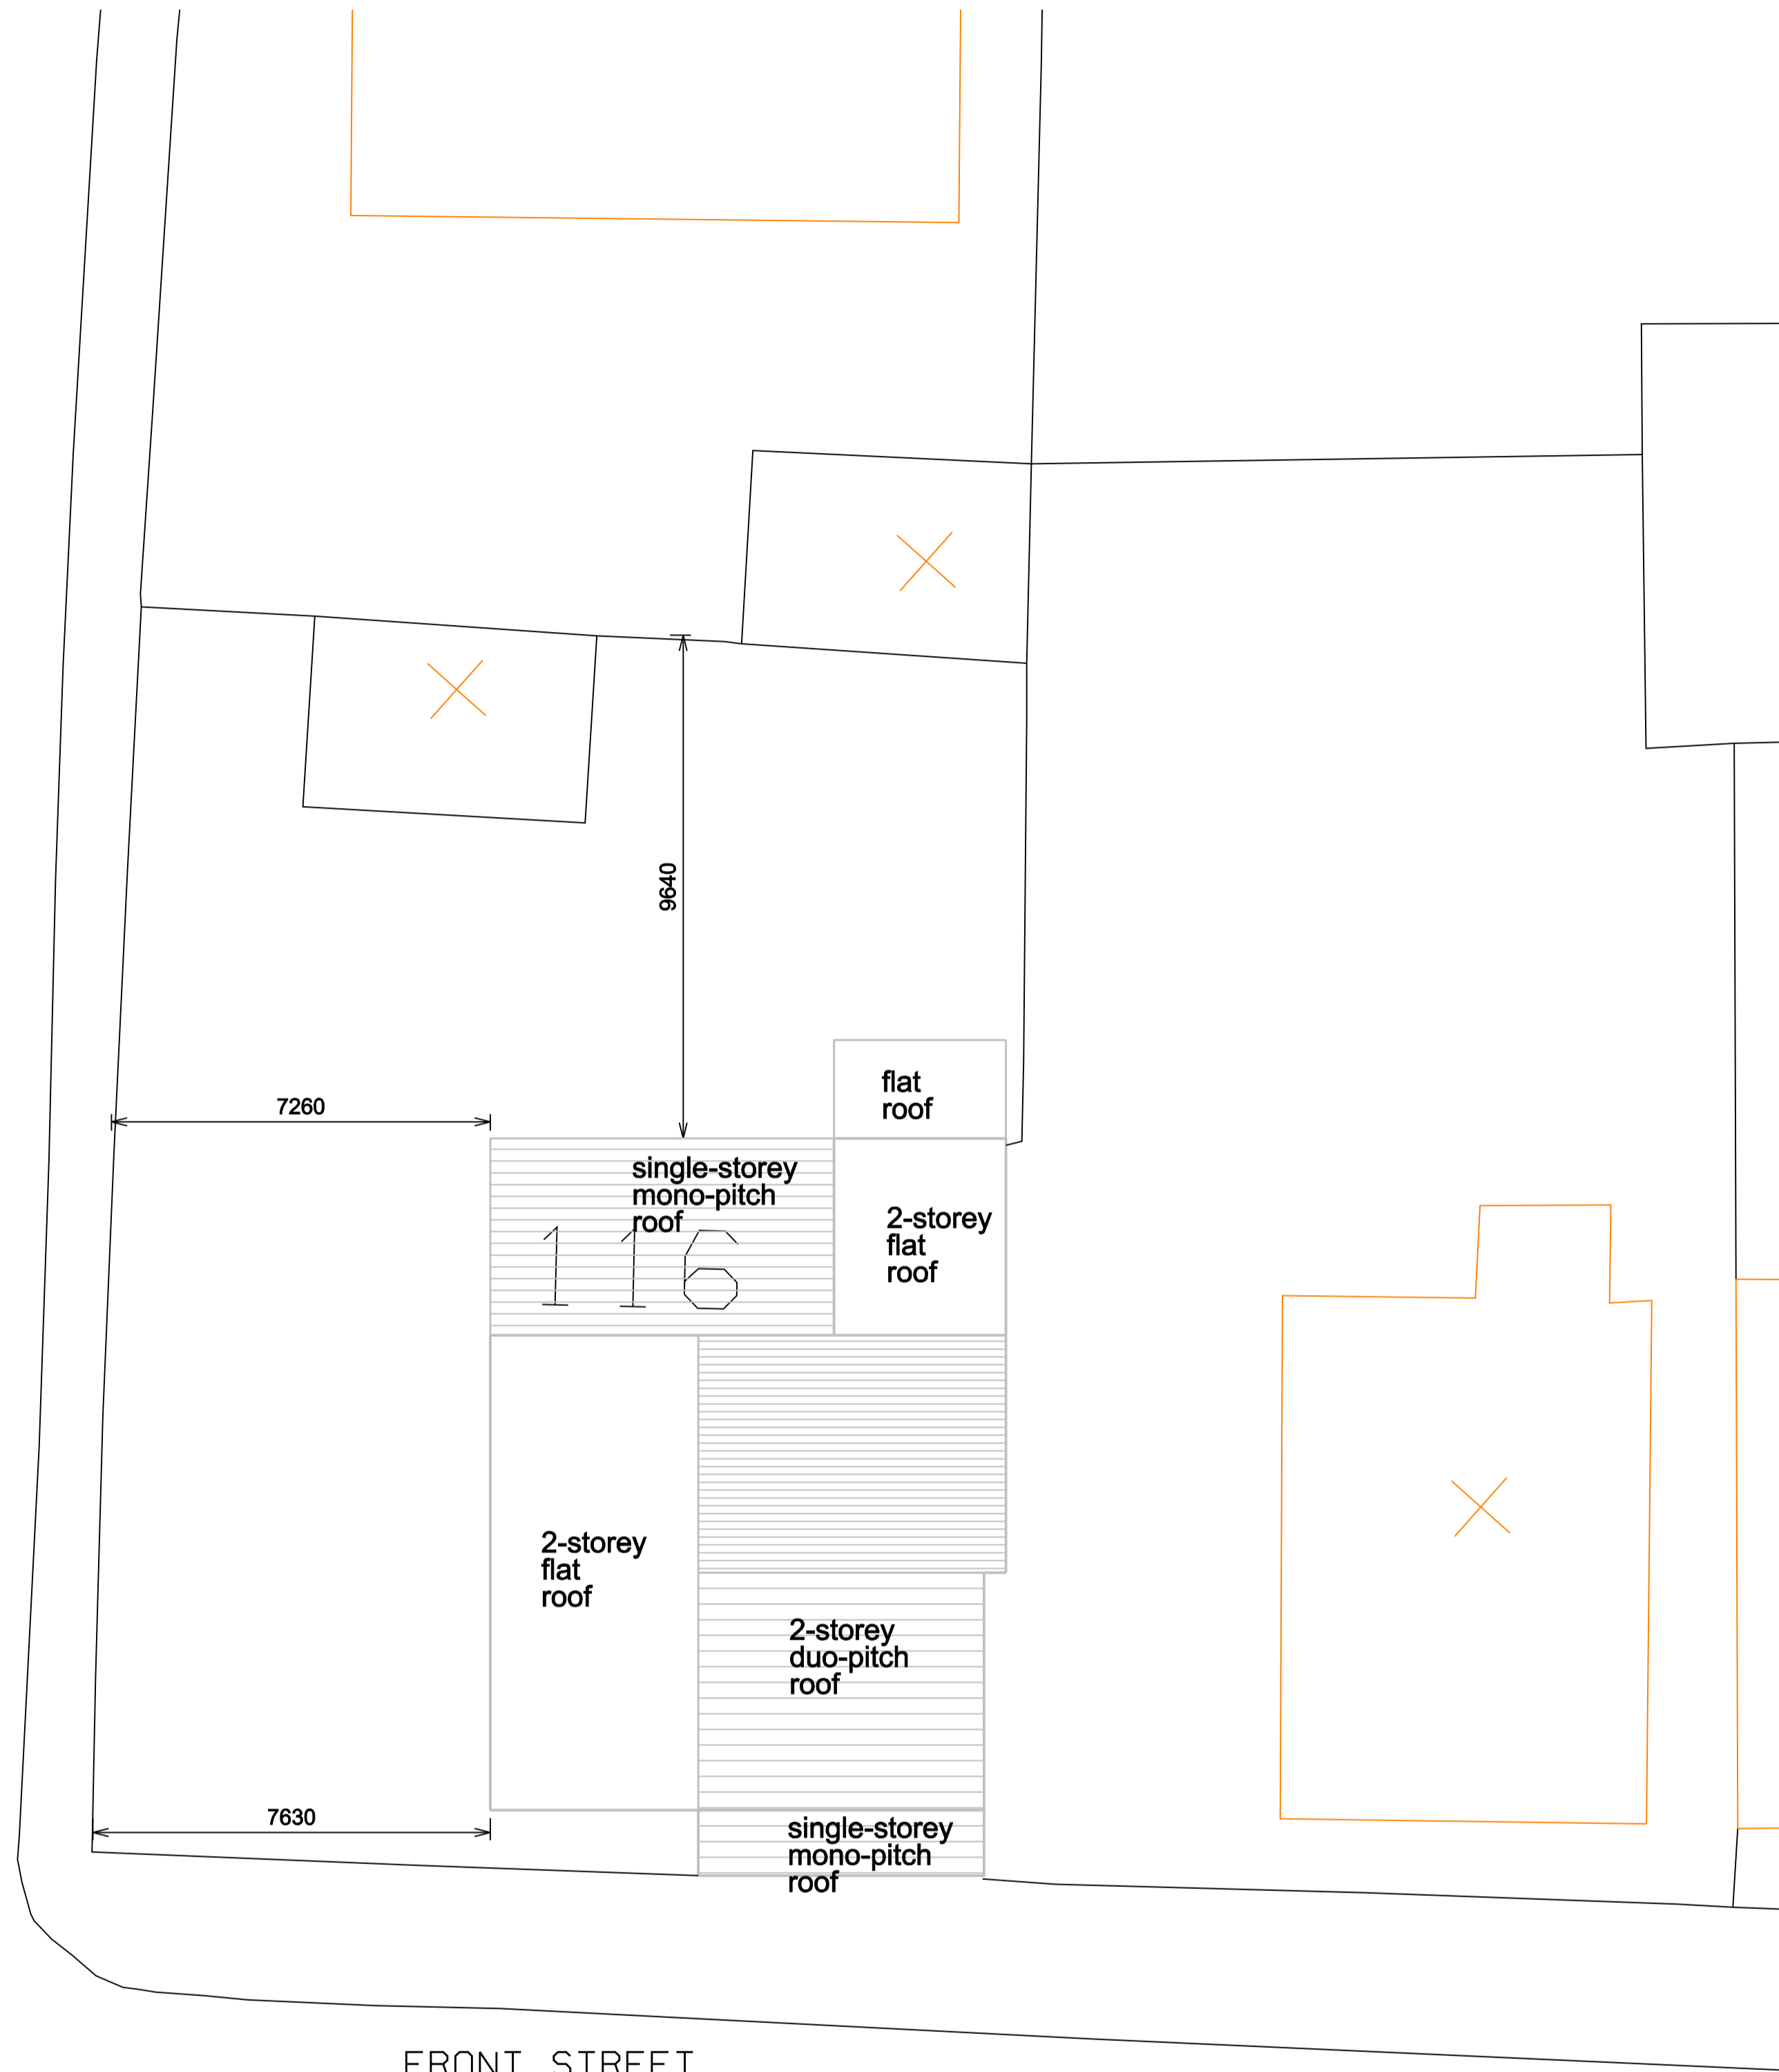 9640
flat
roof
7260
single-storey
mono-pitch
roof
116
2-storey
flat
roof
2-storey
flat
roof
2-storey
duo-pitch
roof
7630
single-storey
mono-pitch
roof
FRONT STREET